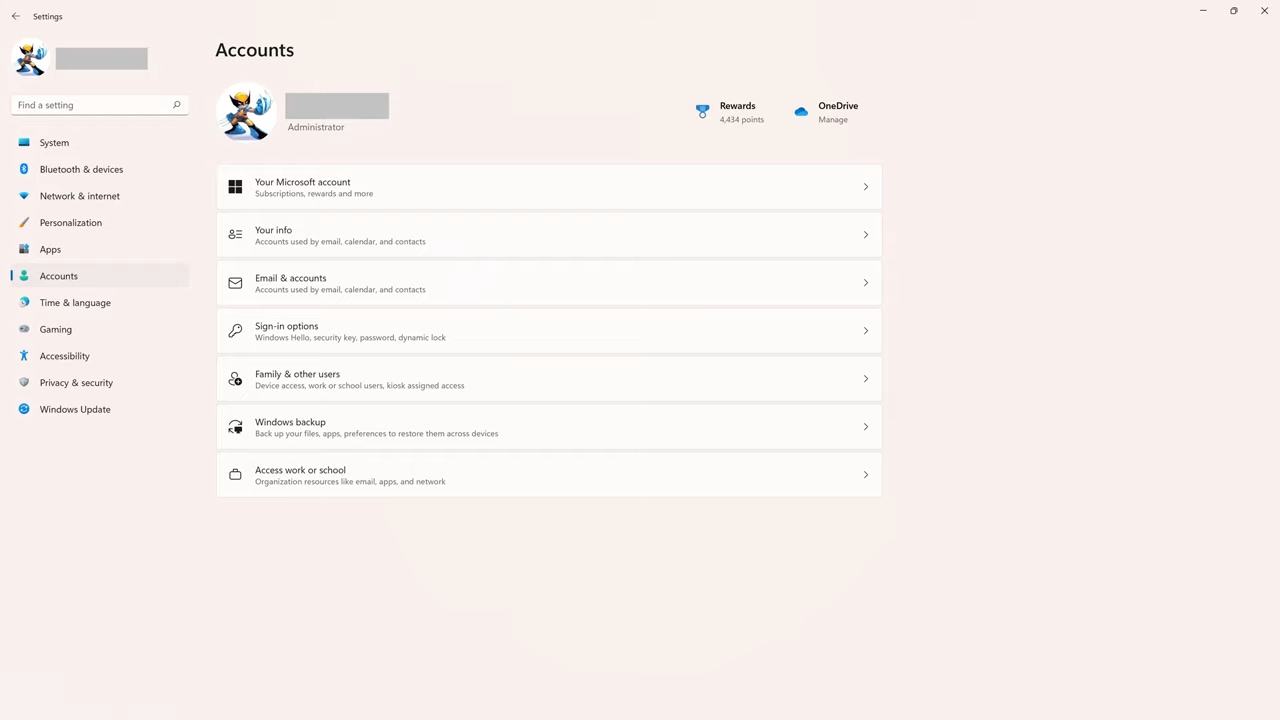 Settings
Accounts
Administrator
Rewards
4,434 points
OneDrive
Manage
Find a setting
System
Bluetooth & devices
Network & internet
Personalization
Apps
Accounts
Time & language
Gaming
Accessibility
Privacy & security
Windows Update
Your Microsoft account
Subscriptions, rewards and more
Your info
Accounts used by email, calendar, and contacts
Email & accounts
Accounts used by email, calendar, and contacts
Sign-in options
Windows Hello, security key, password, dynamic lock
Family & other users
Device access, work or school users, kiosk assigned access
Windows backup
Back up your files, apps, preferences to restore them across devices
Access work or school
Organization resources like email, apps, and network